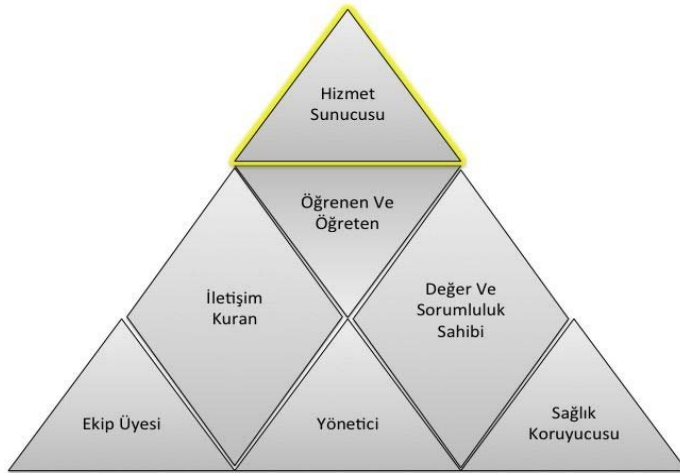 Hizmet
Sunucusu
Öğrenen Ve
Öğreten
İletişim
Kuran
Değer Ve
Sorumluluk
Sahibi
Ekip Üyesi
Yönetici
Sağlık
Koruyucusu